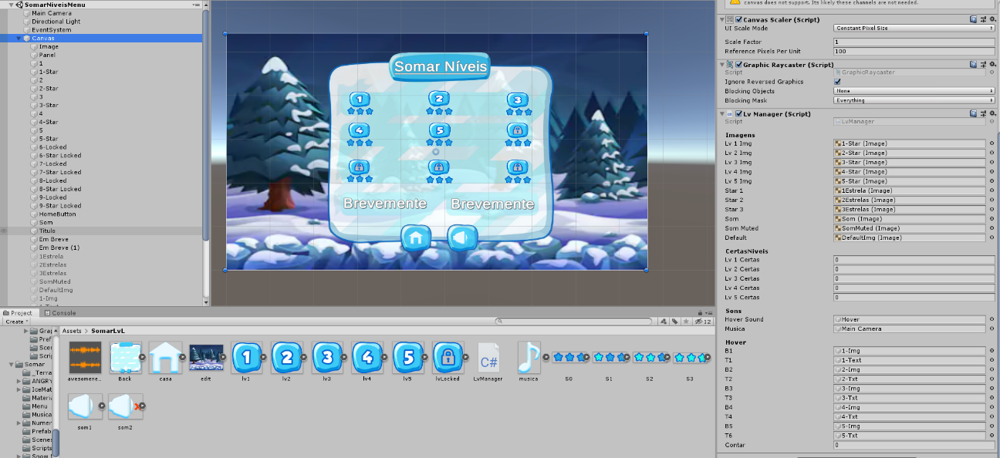 SomarNiveisMenu
Main Camera
Directional Light
EventSystem
Canvas
Image
Panel
1
1-Star
2
2-Star
3
3-Star
4
4-Star
5
5-Star
6-Locked
6-Star Locked
7-Locked
7-Star Locked
8-Locked
8-Star Locked
9-Locked
9-Star Locked
HomeButton
Som
Titulo
Em Breve
Em Breve (1)
1Estrela
2Estrelas
3Estrelas
SomMuted
DefaultImg
1-Img
Somar Níveis
1 2 3
4 5
Brevemente Brevemente
canvas does not support. Its likely these channels are not needed.
Canvas Scaler (Script)
UI Scale Mode Constant Pixel Size
Scale Factor 1
Reference Pixels Per Unit 100
Graphic Raycaster (Script)
Script GraphicRaycaster
Ignore Reversed Graphics
Blocking Objects None
Blocking Mask Everything
Lv Manager (Script)
Script LvManager
Imagens
Lv 1 Img 1-Star (Image)
Lv 2 Img 2-Star (Image)
Lv 3 Img 3-Star (Image)
Lv 4 Img 4-Star (Image)
Lv 5 Img 5-Star (Image)
Star 1 1Estrela (Image)
Star 2 2Estrelas (Image)
Star 3 3Estrelas (Image)
Som Som (Image)
Som Muted SomMuted (Image)
Default DefaultImg (Image)
CertasNiveis
Lv 1 Certas 0
Lv 2 Certas 0
Lv 3 Certas 0
Lv 4 Certas 0
Lv 5 Certas 0
Sons
Hover Sound Hover
Musica Main Camera
Hover
B1 1-Img
T1 1-Text
B2 2-Img
T2 2-Txt
B3 3-Img
T3 3-Txt
B4 4-Img
T4 4-Txt
B5 5-Img
T6 5-Txt
Contar 0
Project Console
Create
12
Grap
Pref
Scen
Scrip
Somar
_Terra
ANGRY
IceMat
Materia
Menu
Musica
Numer
Prefab
Scenes
Scripts
Snow
Assets > SomarLvL
1 2 3 4 5 C#
awesomene... Back casa edit lv1 lv2 lv3 lv4 lv5 lvLocked LvManager musica S0 S1 S2 S3
som1 som2